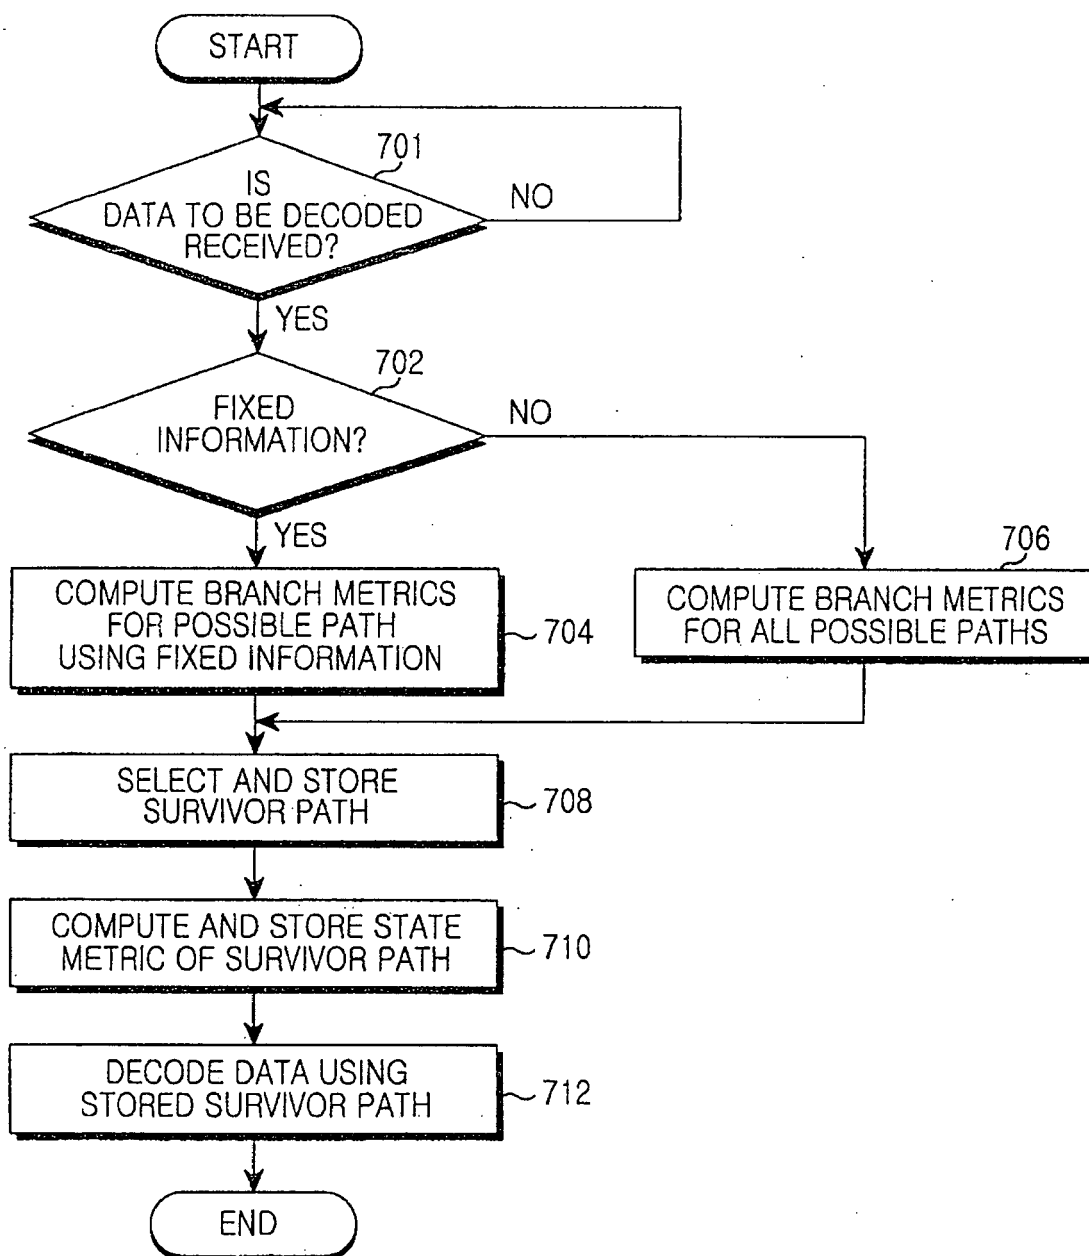 START
701
IS
DATA TO BE DECODED
RECEIVED?
NO
YES
702
FIXED
INFORMATION?
NO
YES
COMPUTE BRANCH METRICS
FOR POSSIBLE PATH
USING FIXED INFORMATION
704
706
COMPUTE BRANCH METRICS
FOR ALL POSSIBLE PATHS
SELECT AND STORE
SURVIVOR PATH
708
COMPUTE AND STORE STATE
METRIC OF SURVIVOR PATH
710
DECODE DATA USING
STORED SURVIVOR PATH
712
END